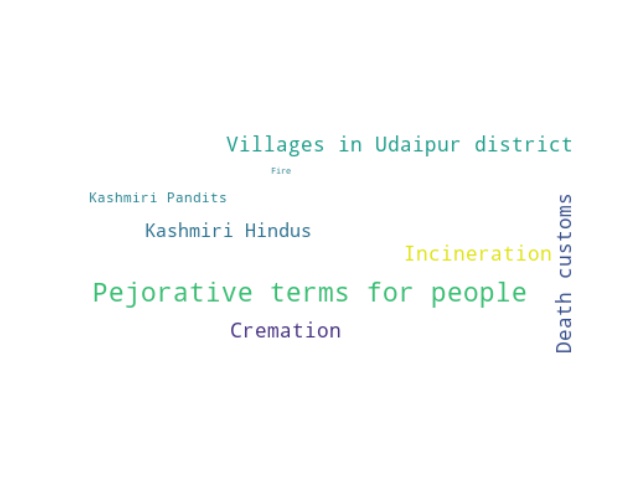 Villages in Udaipur district
Fire
Kashmiri Pandits
Kashmiri Hindus
Incineration
Death customs
Pejorative terms for people
Cremation